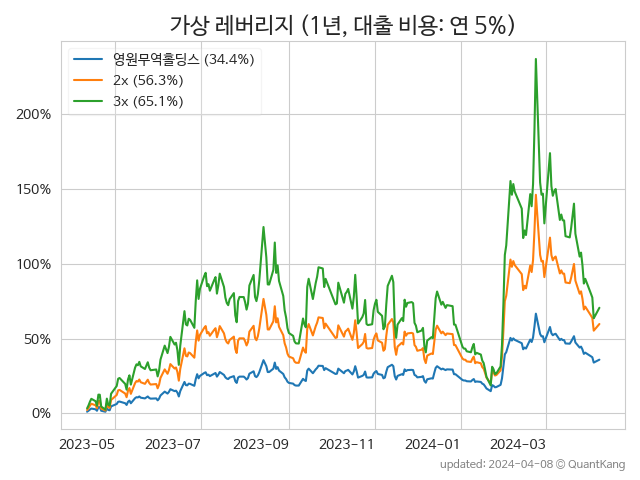 가상 레버리지 (1년, 대출 비용: 연 5%)
영원무역홀딩스 (34.4%)
2x (56.3%)
3x (65.1%)
200%
150%
100%
50%
0%
2023-05 2023-07 2023-09 2023-11 2024-01 2024-03
updated: 2024-04-08 © QuantKang